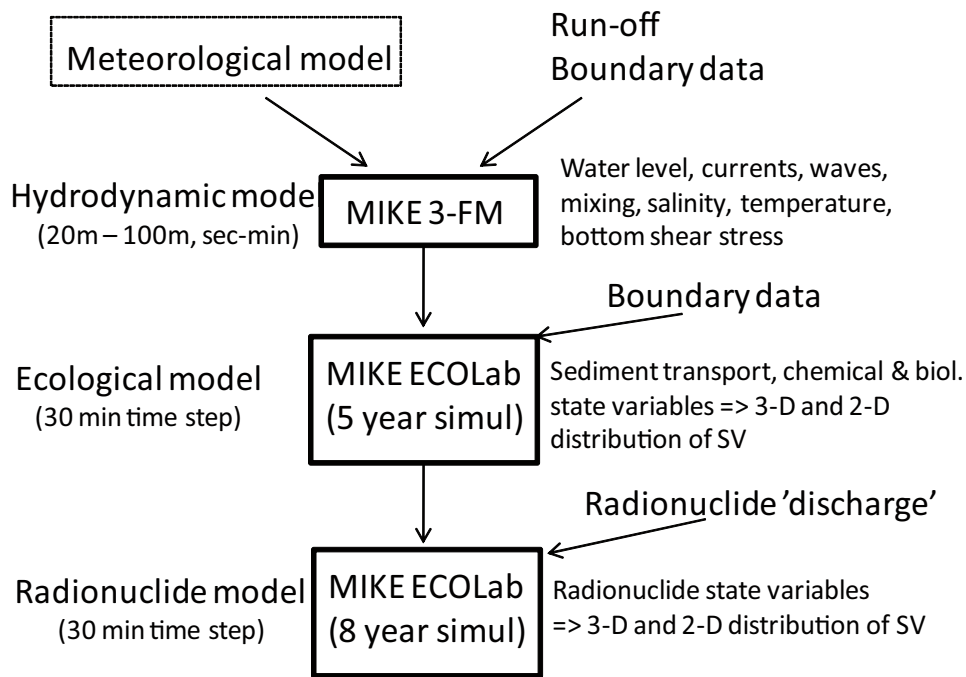 Meteorological model
Run-off
Boundary data
Hydrodynamic mode
(20m – 100m, sec-min)
MIKE 3-FM
Water level, currents, waves,
mixing, salinity, temperature,
bottom shear stress
Boundary data
Ecological model
(30 min time step)
MIKE ECOLab
(5 year simul)
Sediment transport, chemical & biol.
state variables => 3-D and 2-D
distribution of SV
Radionuclide ’discharge’
Radionuclide model
(30 min time step)
MIKE ECOLab
(8 year simul)
Radionuclide state variables
=> 3-D and 2-D distribution of SV